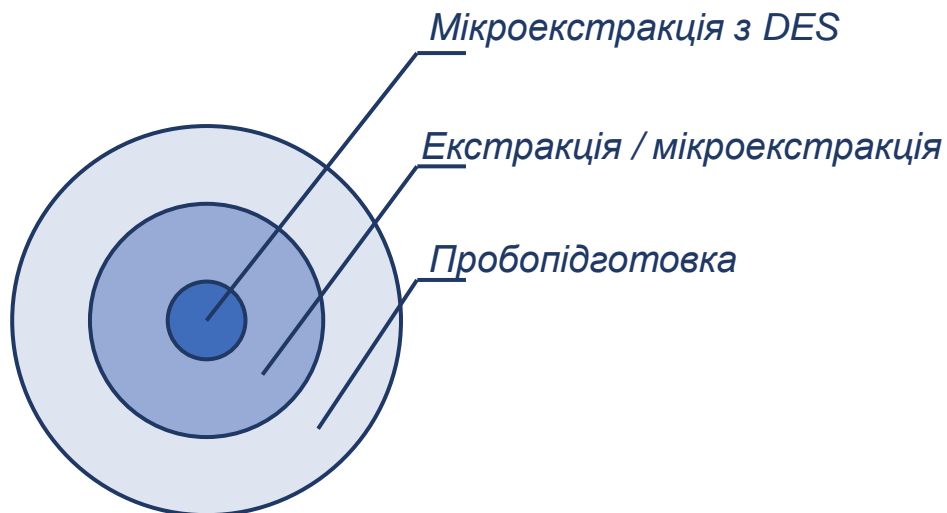 Мікроекстракція з DES
Екстракція / мікроекстракція
Пробопідготовка